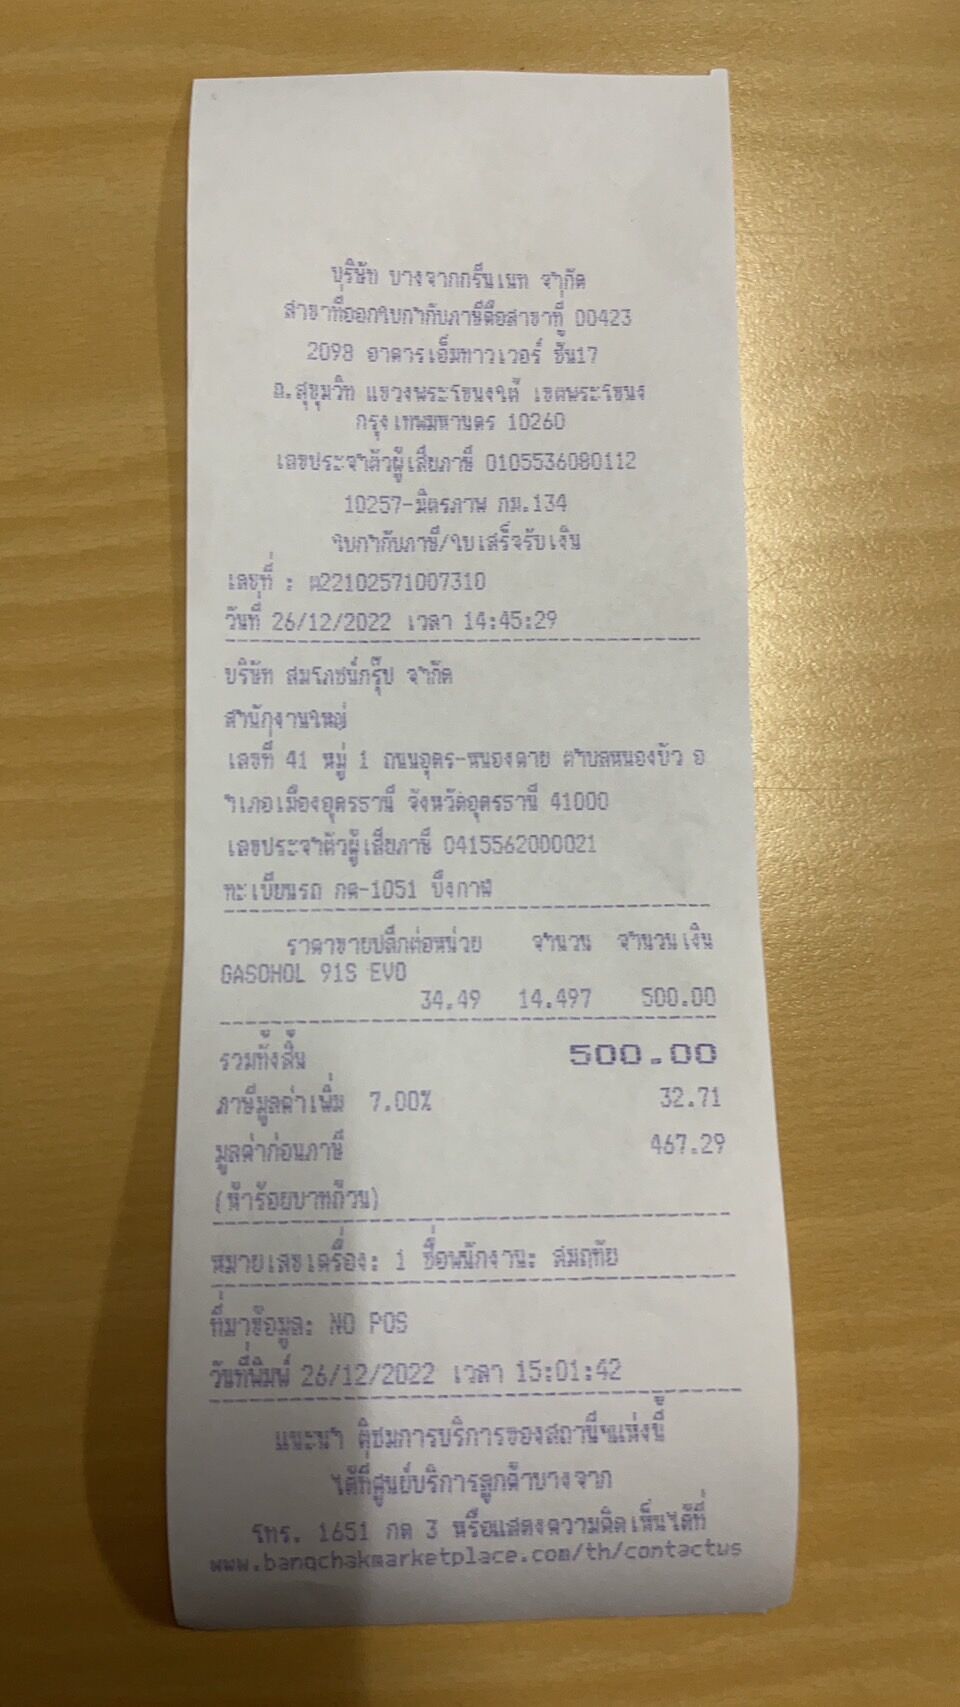 บริษัท บางจากกรีนเนท จำกัด
สาขาที่ออกใบกำกับภาษีคือสาขาที่ 00423
2098 อาคารเอ็มทาวเวอร์ ชั้น17
ถ.สุขุมวิท แขวงพระโขนงใต้ เขตพระโขนง
กรุงเทพมหานคร 10260
เลขประจำตัวผู้เสียภาษี 0105536080112
10257-มิตรภาพ กม.134
ใบกำกับภาษี/ใบเสร็จรับเงิน
เลขที่ : 22102571007310
วันที่ 26/12/2022 เวลา 14:45:29
บริษัท สมโภชน์กรุ๊ป จำกัด
สำนักงานใหญ่
เลขที่ 41 หมู่ 1 ถนนอุดร-หนองคาย ตำบลหนองบัว อ
ำเภอเมืองอุดรธานี จังหวัดอุดรธานี 41000
เลขประจำตัวผู้เสียภาษี 0415562000021
ทะเบียนรถ กต-1051 บึงกาฬ
ราคาขายปลีกต่อหน่วย จำนวน จำนวนเงิน
GASOHOL 91S EVO
34.49 14.497 500.00
รวมทั้งสิ้น 500.00
ภาษีมูลค่าเพิ่ม 7.00% 32.71
มูลค่าก่อนภาษี 467.29
(ห้าร้อยบาทถ้วน)
หมายเลขเครื่อง: 1 ชื่อพนักงาน: สมฤทัย
ที่มาข้อมูล: NO POS
วันที่พิมพ์ 26/12/2022 เวลา 15:01:42
แนะนำ ติชมการบริการของสถานีฯแห่งนี้
ได้ที่ศูนย์บริการลูกค้าบางจาก
โทร. 1651 กด 3 หรือแสดงความคิดเห็นได้ที่
www.bangchakmarketplace.com/th/contactus